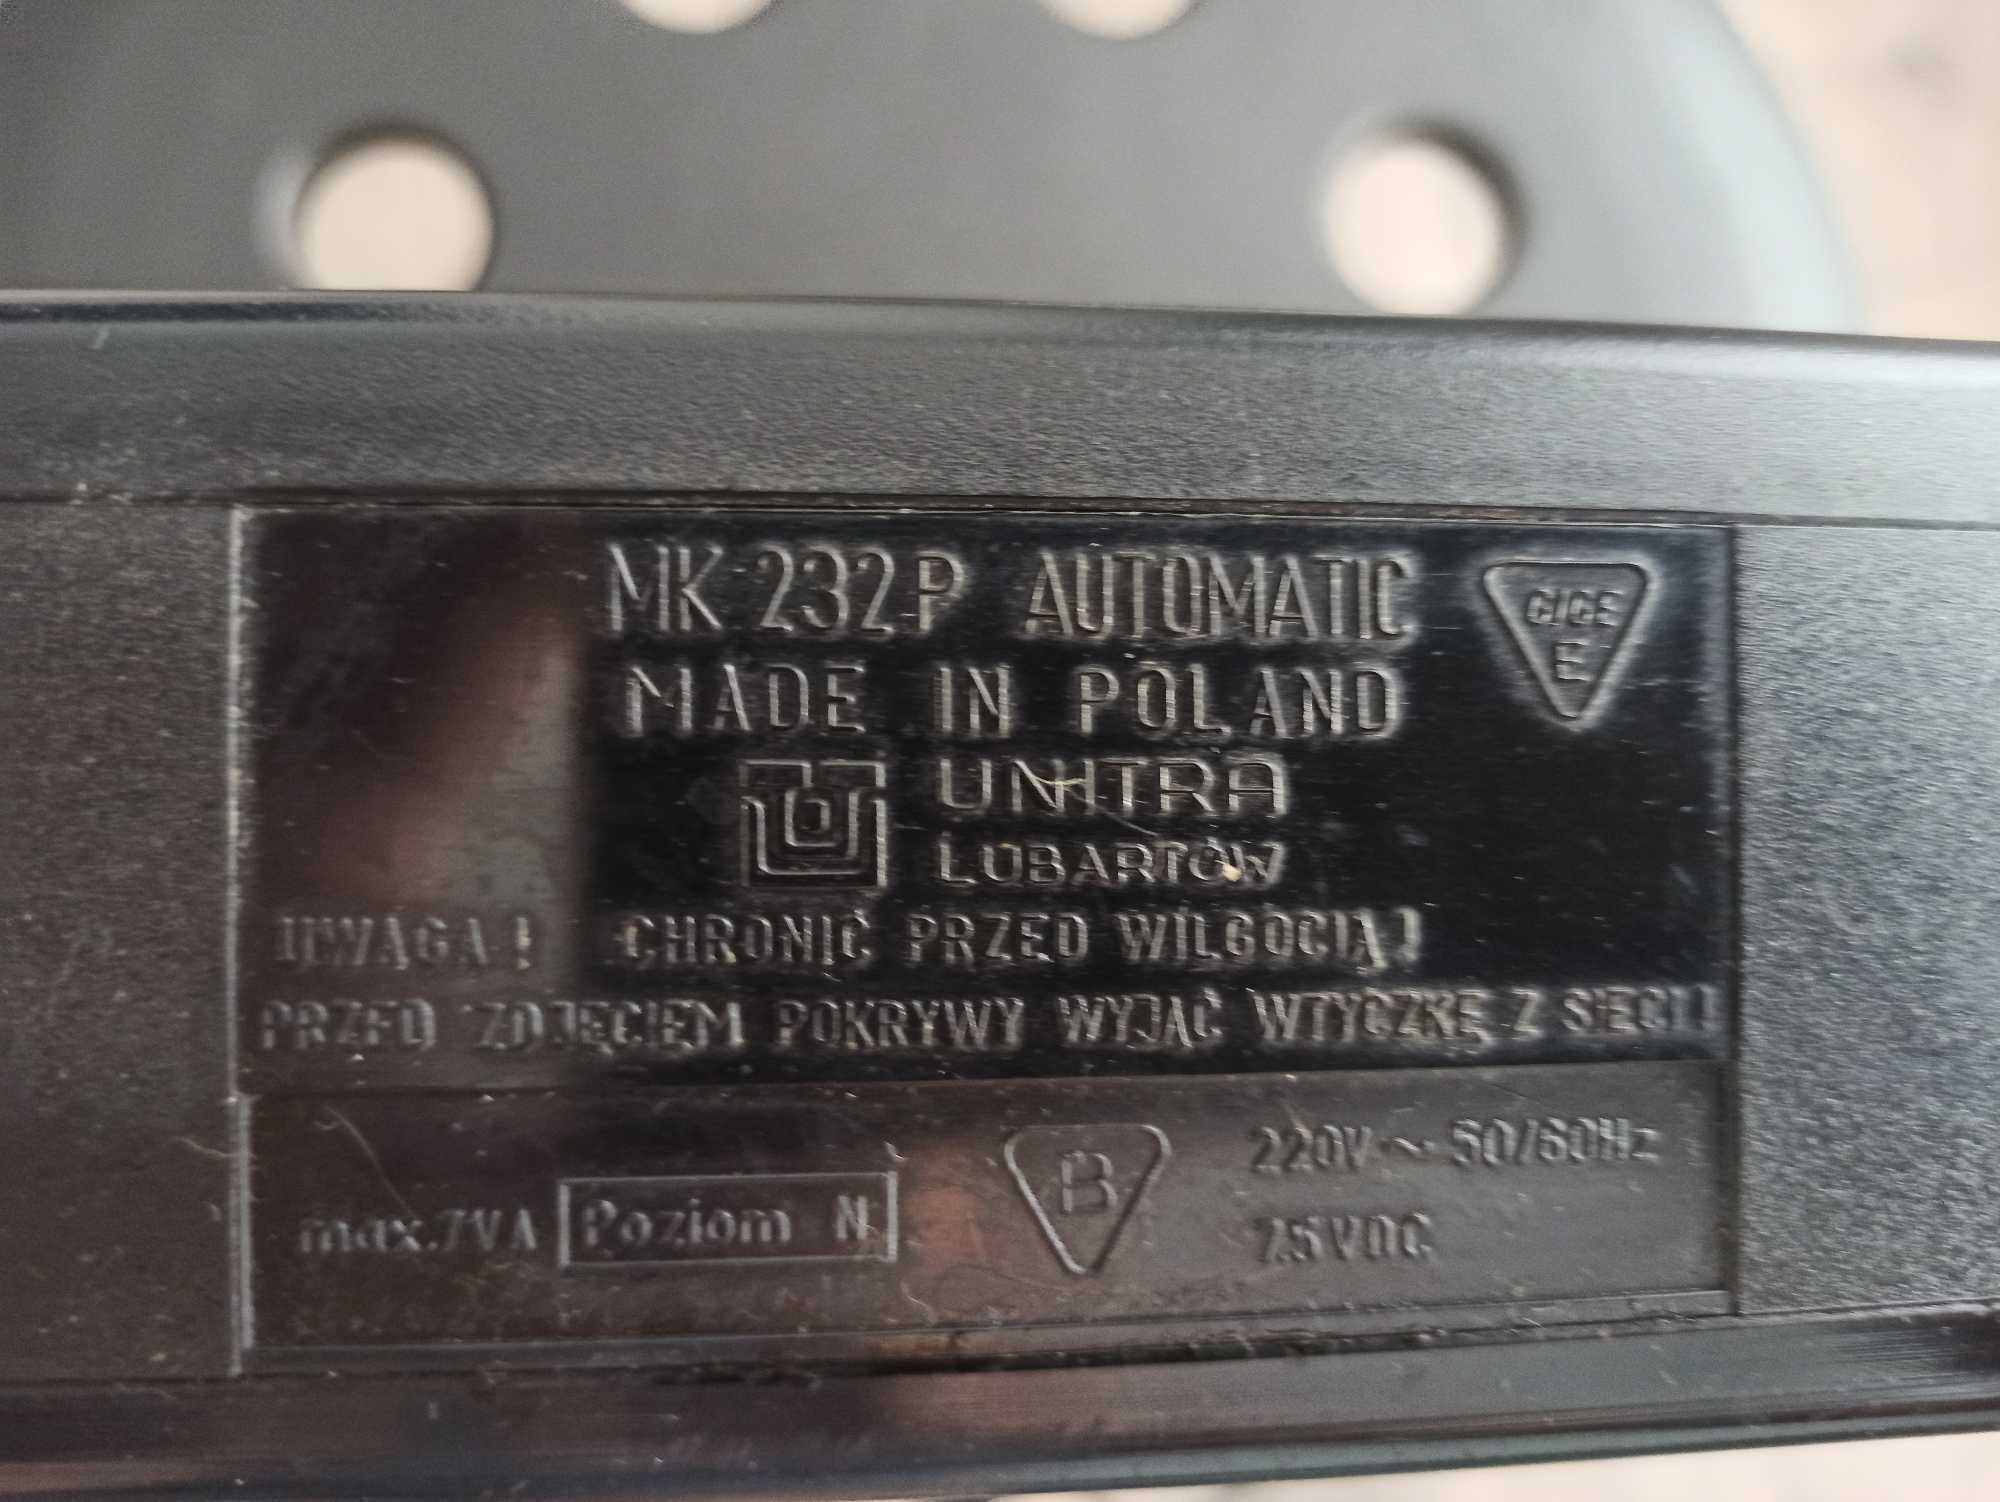 MK 232P AUTOMATIC
MADE IN POLAND
UNITRA
LUBARTÓW
UWAGA! CHRONIĆ PRZED WILGOCIĄ!
PRZED ZDJĘCIEM POKRYWY WYJĄĆ WTYCZKĘ Z SIECI!
max.7VA Poziom N
B
220V~50/60Hz
7.5VDC
E